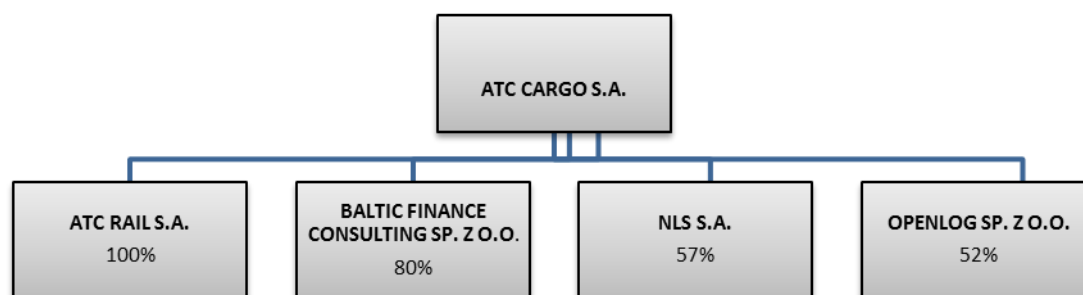 ATC CARGO S.A.
ATC RAIL S.A.
100%
BALTIC FINANCE
CONSULTING SP. Z O.O.
80%
NLS S.A.
57%
OPENLOG SP. Z O.O.
52%